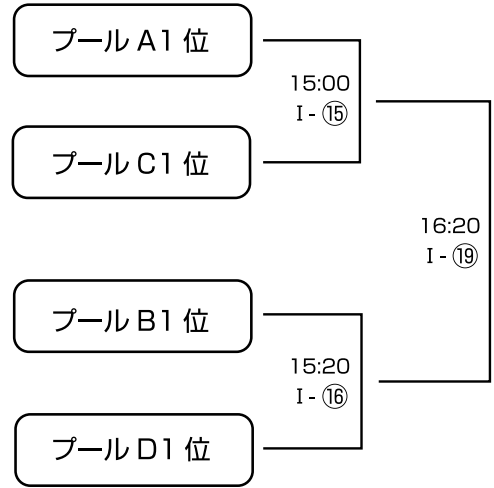 プール A1 位
15:00
I - ⑮
プール C1 位
16:20
I - ⑲
プール B1 位
15:20
I - ⑯
プール D1 位